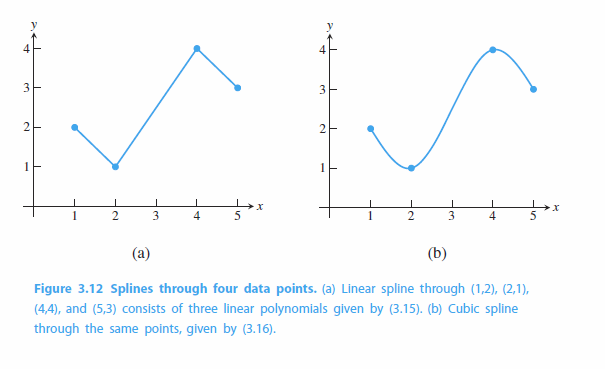 y
4
3
2
1
1 2 3 4 5 x
(a)
y
4
3
2
1
1 2 3 4 5 x
(b)
Figure 3.12 Splines through four data points. (a) Linear spline through (1,2), (2,1),
(4,4), and (5,3) consists of three linear polynomials given by (3.15). (b) Cubic spline
through the same points, given by (3.16).